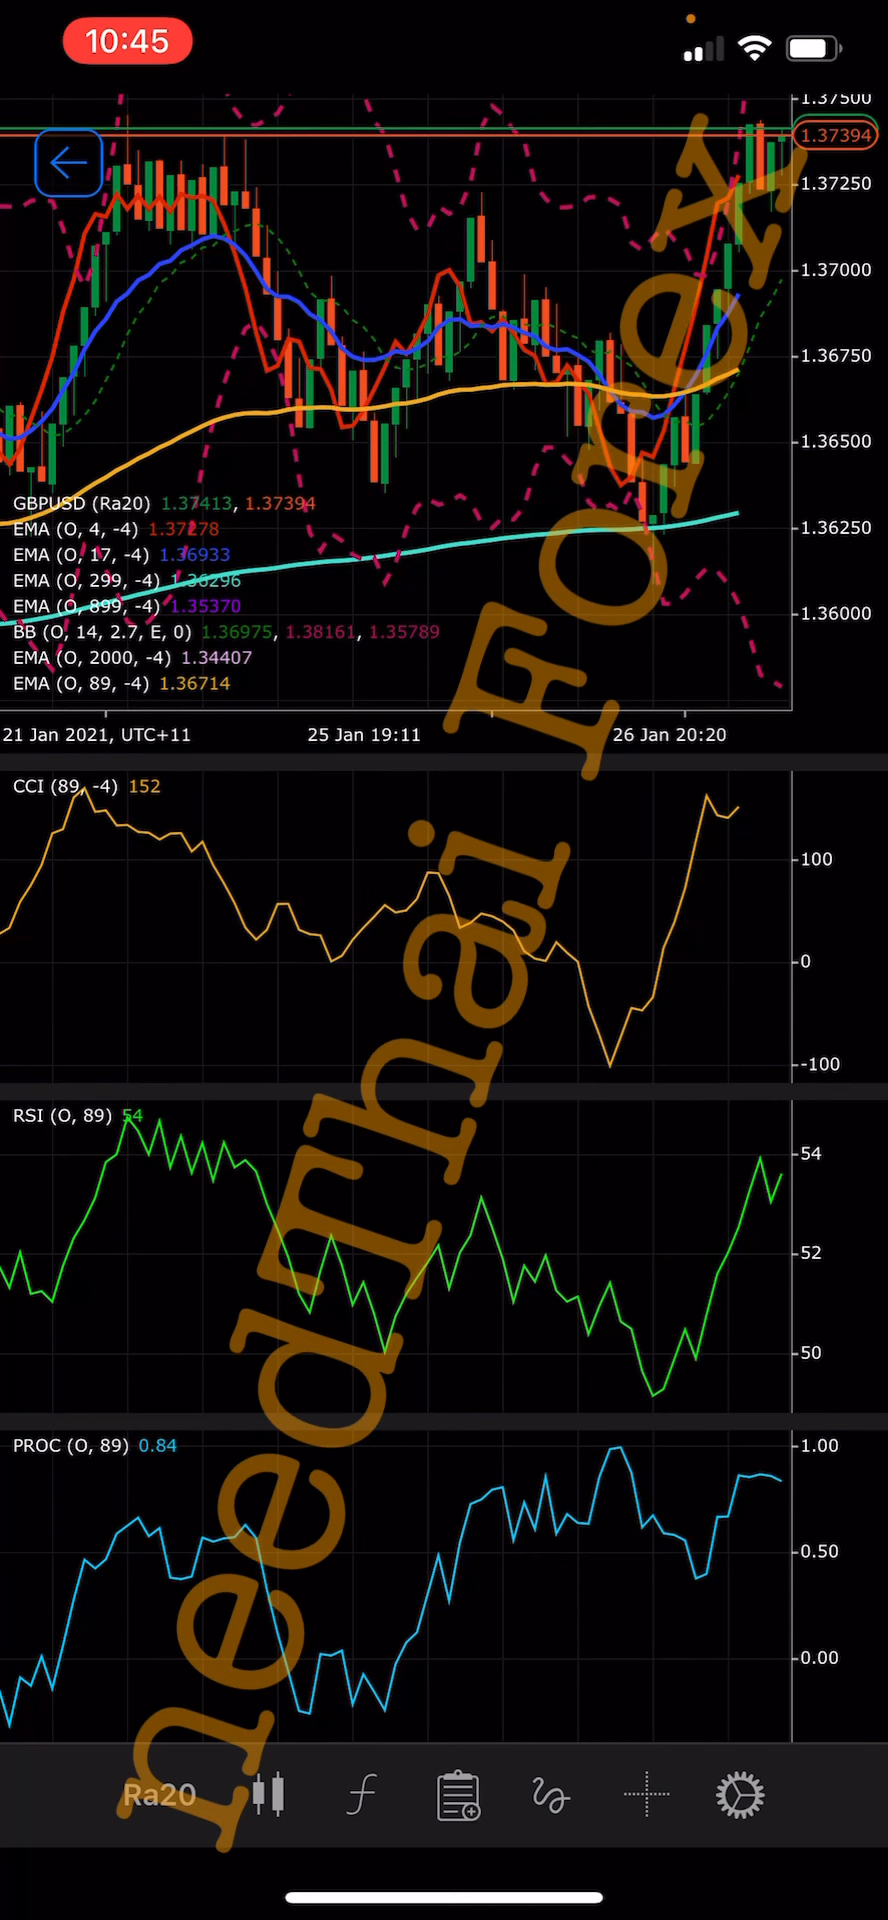 10:45
1.37500
1.37394
1.37250
1.37000
1.36750
1.36500
1.36250
1.36000
GBPUSD (Ra20) 1.37413, 1.37394
EMA (O, 4, -4) 1.37278
EMA (O, 17, -4) 1.36933
EMA (O, 299, -4) 1.36296
EMA (O, 899, -4) 1.35370
BB (O, 14, 2.7, E, 0) 1.36975, 1.38161, 1.35789
EMA (O, 2000, -4) 1.34407
EMA (O, 89, -4) 1.36714
21 Jan 2021, UTC+11 25 Jan 19:11 26 Jan 20:20
CCI (89, -4) 152
100
0
-100
RSI (O, 89) 54
54
52
50
PROC (O, 89) 0.84
1.00
0.50
0.00
needThai Forex
Ra20